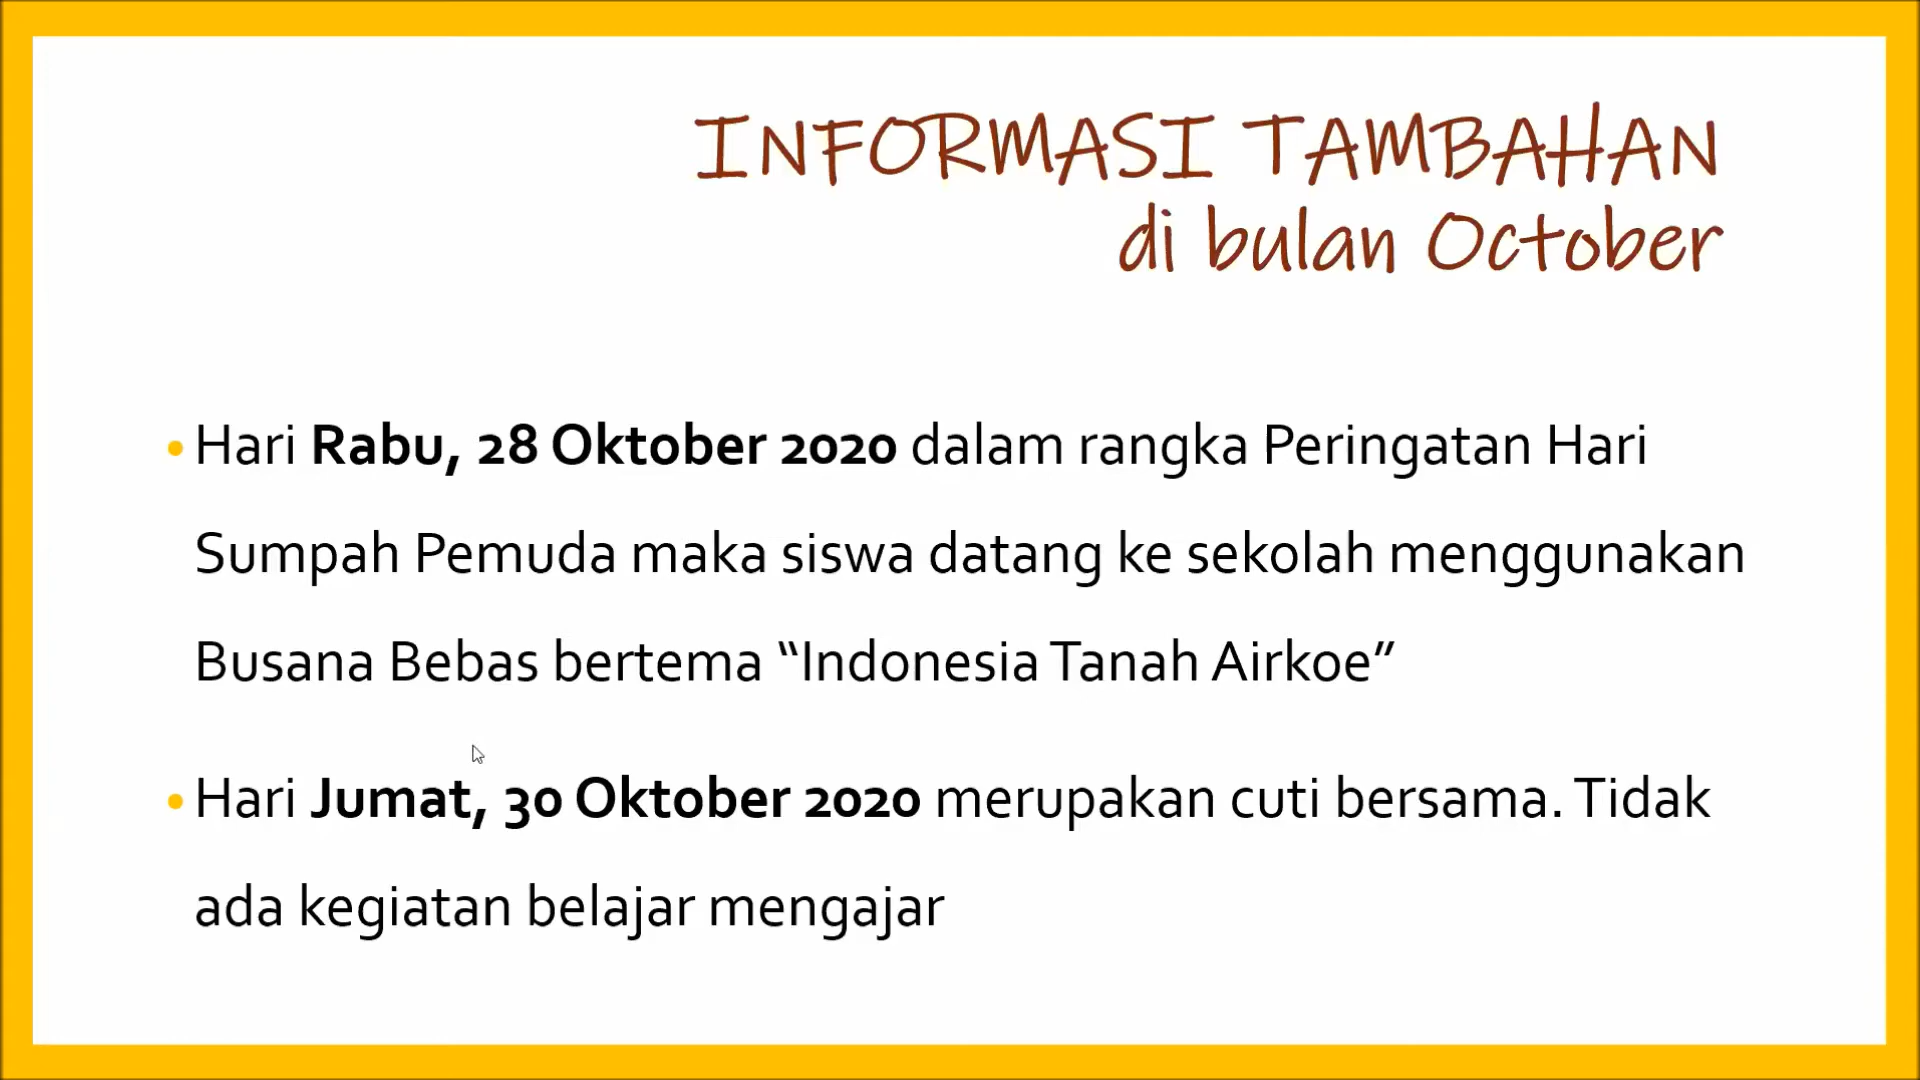 INFORMASI TAMBAHAN
di bulan October
• Hari Rabu, 28 Oktober 2020 dalam rangka Peringatan Hari
Sumpah Pemuda maka siswa datang ke sekolah menggunakan
Busana Bebas bertema “Indonesia Tanah Airkoe”
• Hari Jumat, 30 Oktober 2020 merupakan cuti bersama. Tidak
ada kegiatan belajar mengajar